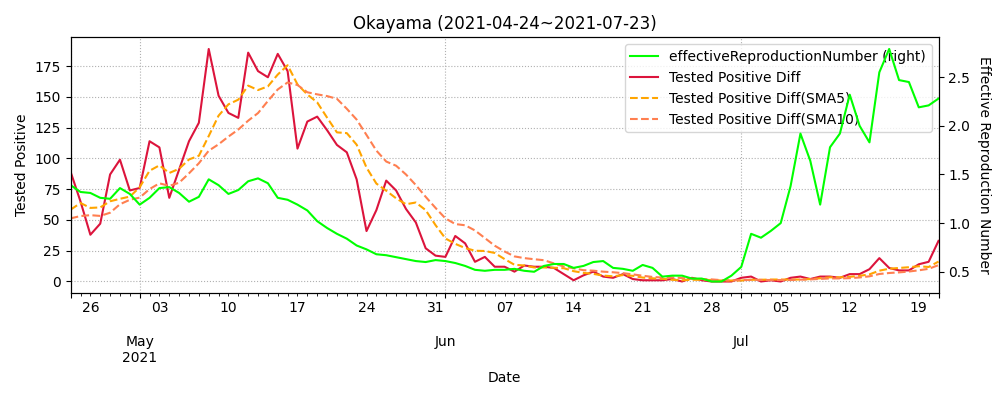 Okayama (2021-04-24~2021-07-23)
effectiveReproductionNumber (right)
Tested Positive Diff
Tested Positive Diff(SMA5)
Tested Positive Diff(SMA10)
Tested Positive
175
150
125
100
75
50
25
0
2.5
2.0
1.5
1.0
0.5
Effective Reproduction Number
26 03 10 17 24 31 07 14 21 28 05 12 19
May Jun Jul
2021
Date